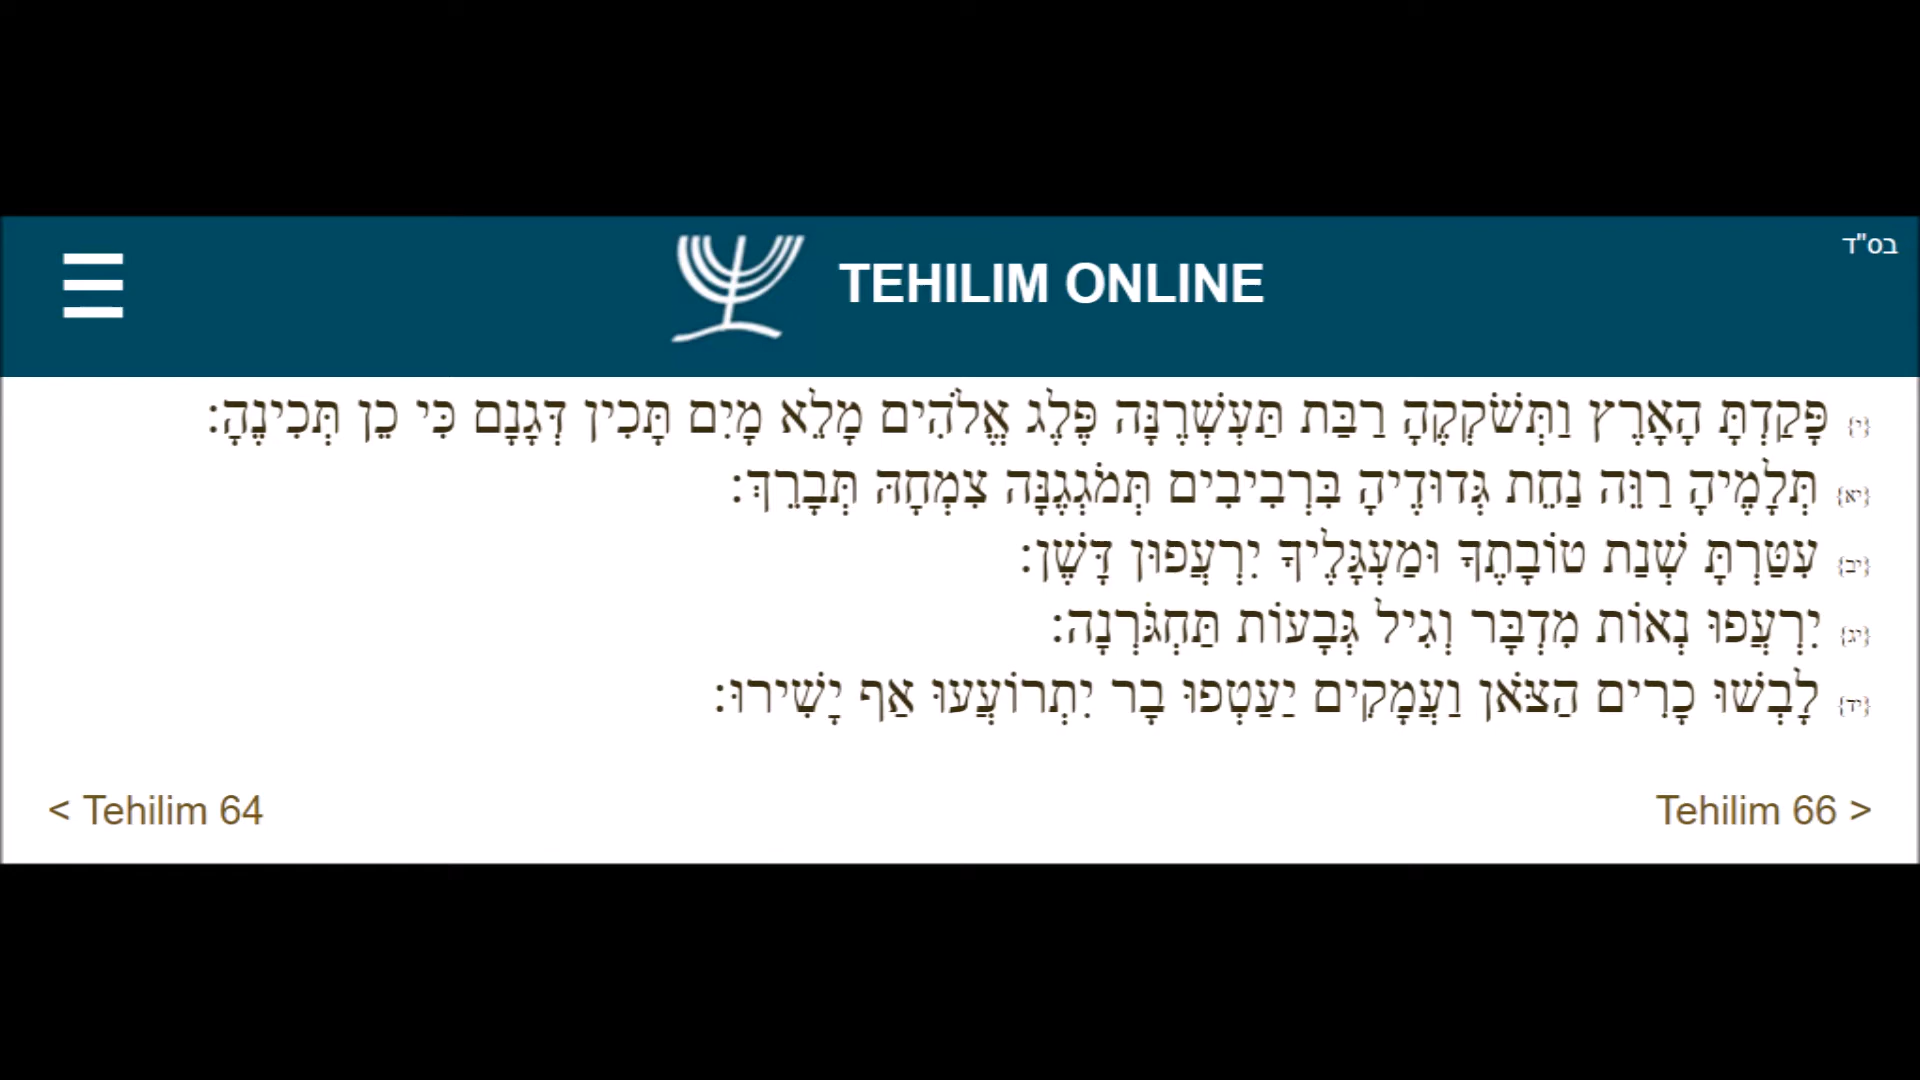 בס"ד
TEHILIM ONLINE
{י} פָּקַדְתָּ הָאָרֶץ וַתְּשֹׁקְקֶהָ רַבַּת תַּעְשְׁרֶנָּה פֶּלֶג אֱלֹהִים מָלֵא מָיִם תָּכִין דְּגָנָם כִּי כֵן תְּכִינֶהָ:
{יא} תְּלָמֶיהָ רַוֵּה נַחֵת גְּדוּדֶיהָ בִּרְבִיבִים תְּמֹגְגֶנָּה צִמְחָהּ תְּבָרֵךְ:
{יב} עִטַּרְתָּ שְׁנַת טוֹבָתֶךָ וּמַעְגָּלֶיךָ יִרְעֲפוּן דָּשֶׁן:
{יג} יִרְעֲפוּ נְאוֹת מִדְבָּר וְגִיל גְּבָעוֹת תַּחְגֹּרְנָה:
{יד} לָבְשׁוּ כָרִים הַצֹּאן וַעֲמָקִים יַעַטְפוּ בָר יִתְרוֹעֲעוּ אַף יָשִׁירוּ:
< Tehilim 64
Tehilim 66 >